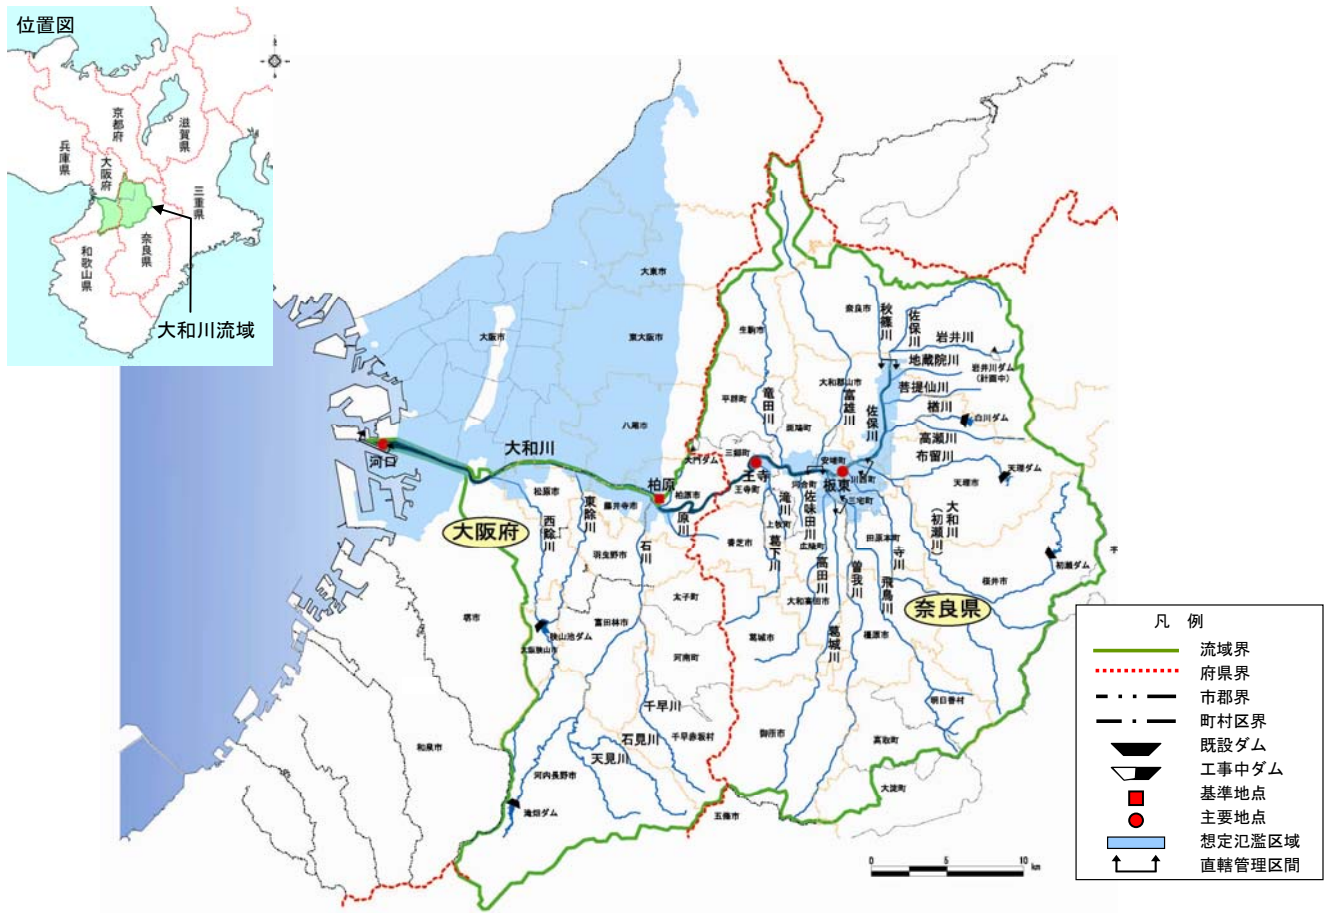 位置図
京都府
滋賀県
兵庫県
大阪府
三重県
奈良県
和歌山県
大和川流域
大東市
大阪市
東大阪市
八尾市
生駒市
奈良市
秋篠川
佐保川
岩井川
地蔵院川
岩井川ダム
(計画中)
菩提仙川
大和郡山市
平群町
竜田川
富雄川
佐保川
楢川
白川ダム
斑鳩町
高瀬川
布留川
大和川
三郷町
安堵町
大門ダム
河口
王寺
板東
川西町
天理ダム
天理市
柏原
柏原市
王寺町
河合町
三宅町
松原市
藤井寺市
原川
滝川
佐味田川
大和川
(初瀬川)
大阪府
西除川
東除川
石川
上牧町
香芝市
葛下川
広陵町
田原本町
寺川
羽曳野市
高田川
曽我川
飛鳥川
桜井市
初瀬ダム
太子町
大和高田市
奈良県
堺市
富田林市
狭山池ダム
大阪狭山市
葛城市
葛城川
橿原市
河南町
明日香村
千早川
和泉市
石見川
千早赤坂村
御所市
高取町
天見川
河内長野市
大淀町
滝畑ダム
五條市
0
5
10
km
凡 例
流域界
府県界
市郡界
町村区界
既設ダム
工事中ダム
基準地点
主要地点
想定氾濫区域
直轄管理区間